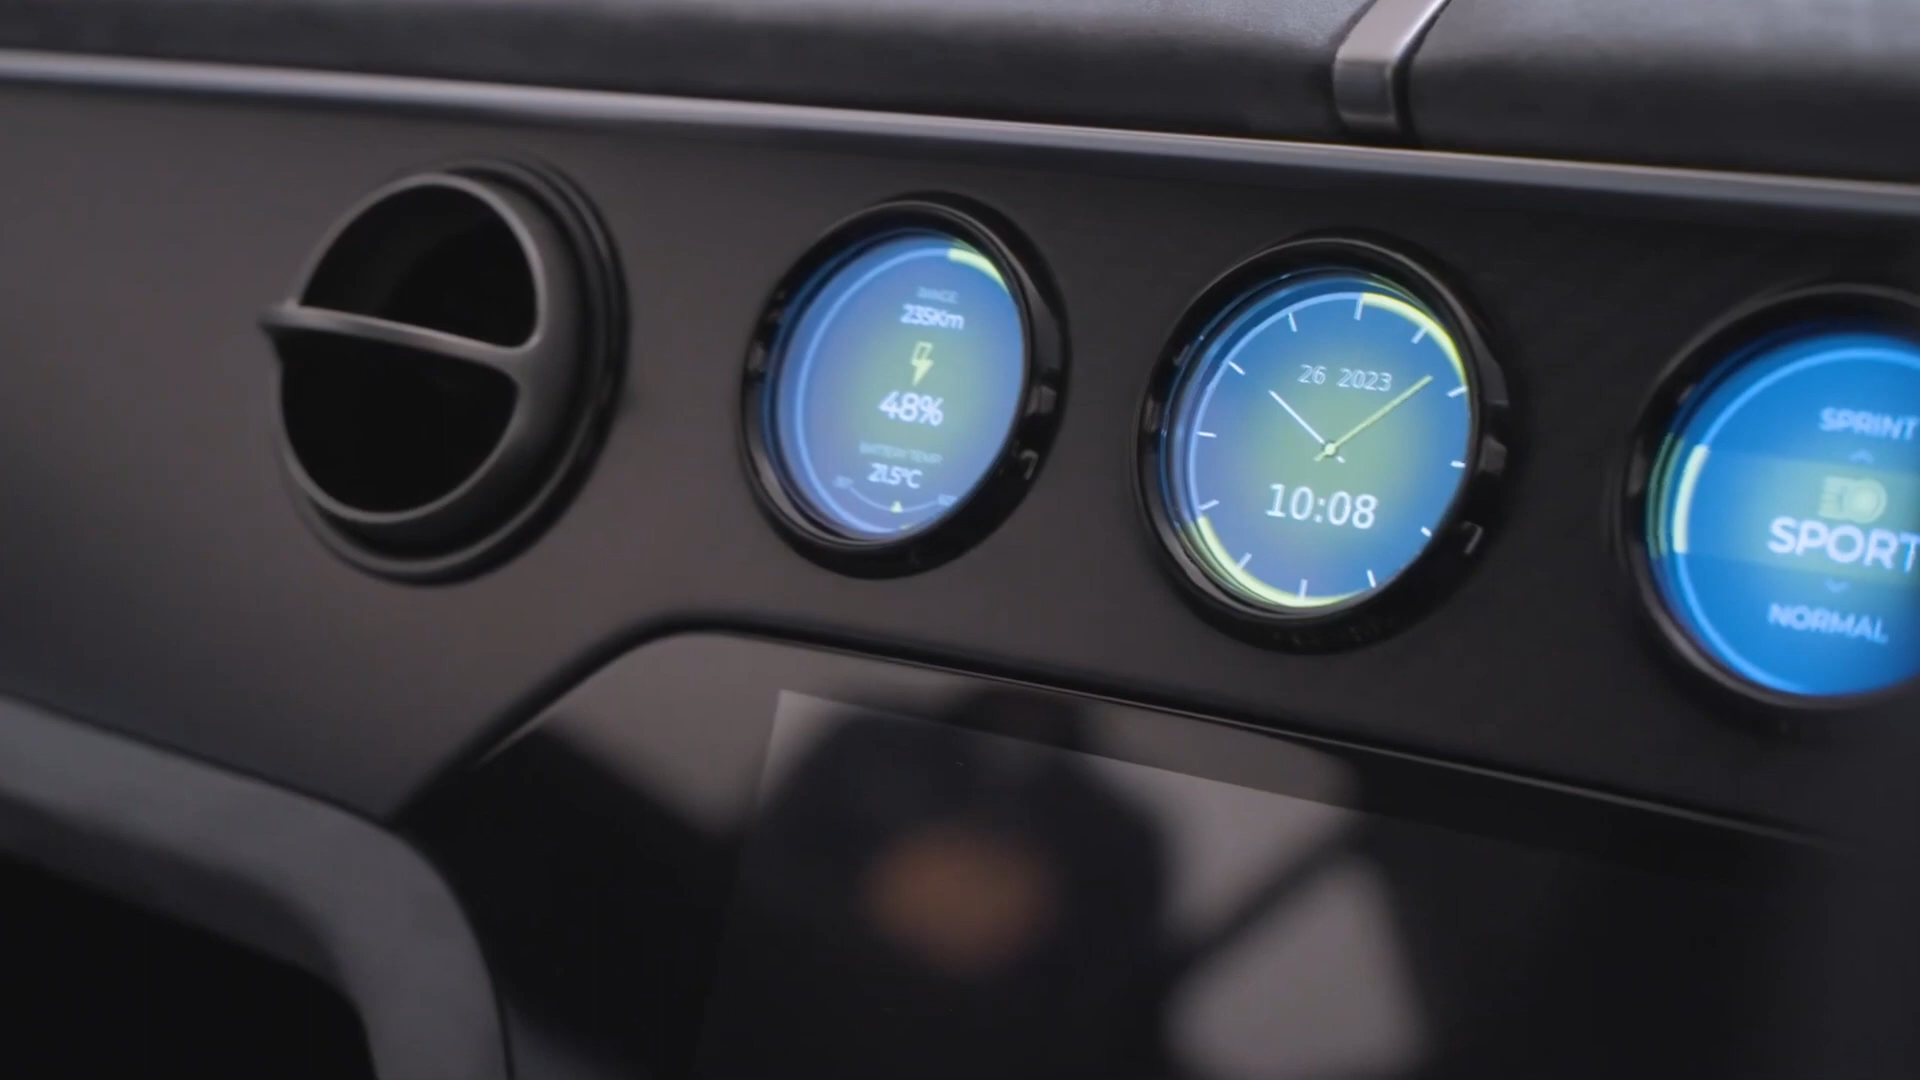 RANGE
235Km
48%
BATTERY TEMP
21.5°C
26 2023
10:08
SPRINT
SPORT
NORMAL